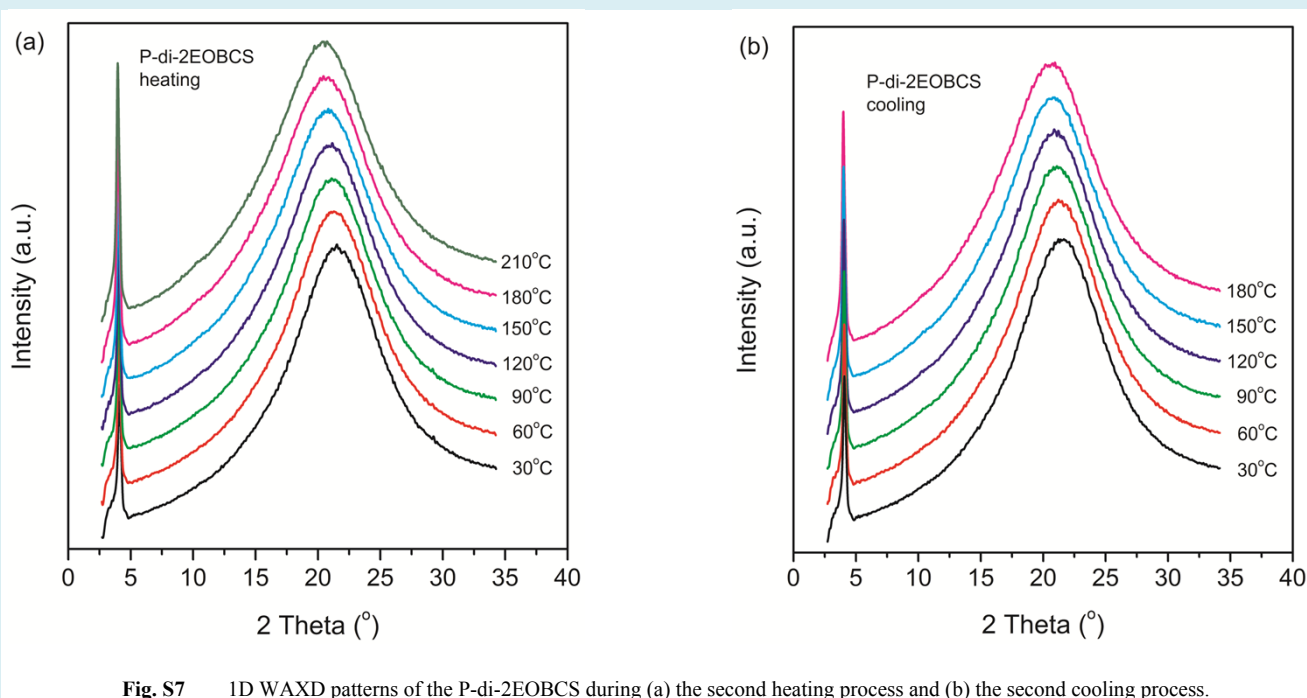 (a)
P-di-2EOBCS
heating
Intensity (a.u.)
210°C
180°C
150°C
120°C
90°C
60°C
30°C
0 5 10 15 20 25 30 35 40
2 Theta (°)
(b)
P-di-2EOBCS
cooling
Intensity (a.u.)
180°C
150°C
120°C
90°C
60°C
30°C
0 5 10 15 20 25 30 35 40
2 Theta (°)
Fig. S7 1D WAXD patterns of the P-di-2EOBCS during (a) the second heating process and (b) the second cooling process.